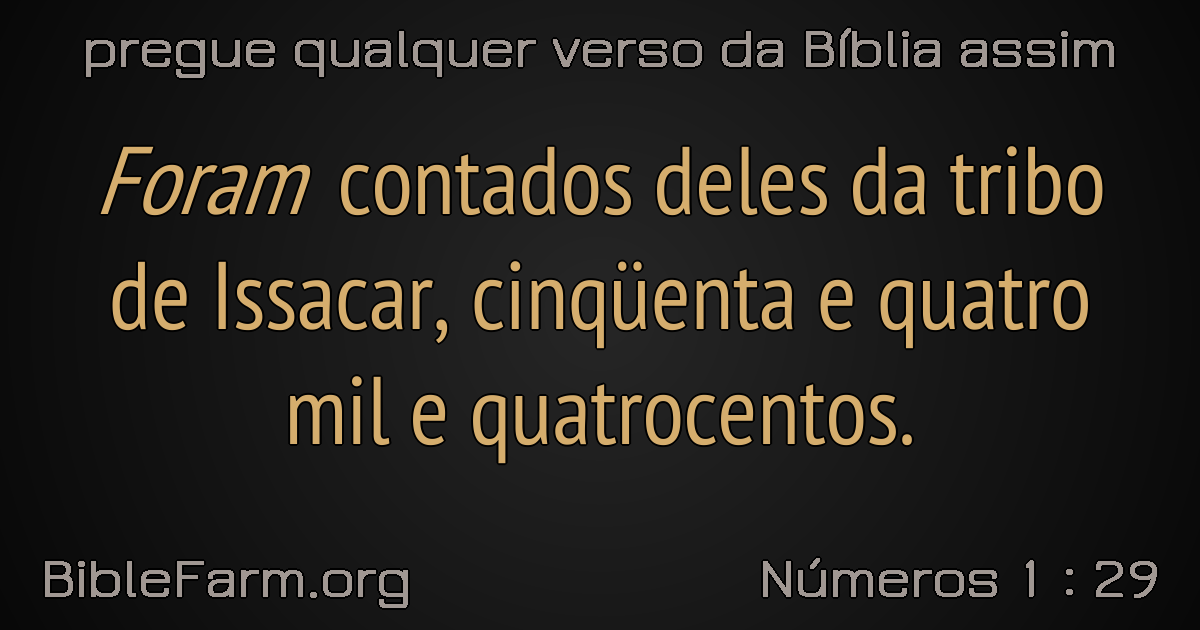 pregue qualquer verso da Bíblia assim
Foram contados deles da tribo
de Issacar, cinqüenta e quatro
mil e quatrocentos.
BibleFarm.org
Números 1 : 29